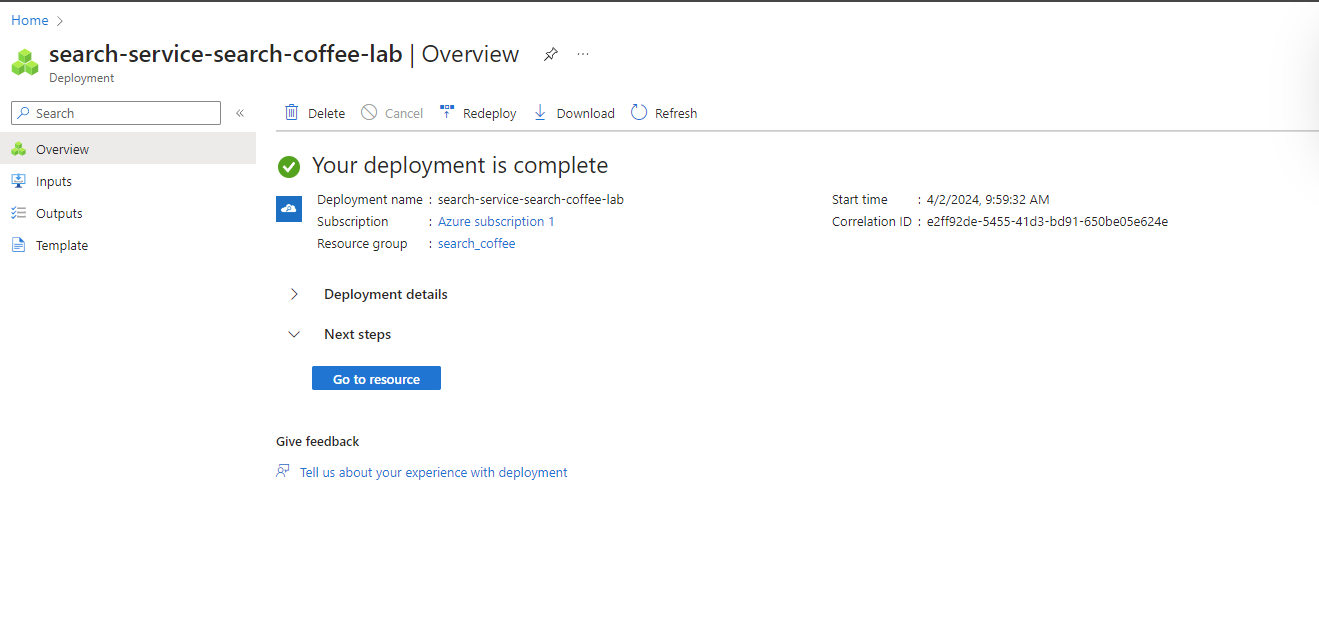 Home
search-service-search-coffee-lab | Overview
Deployment
Search
Overview
Inputs
Outputs
Template
Delete
Cancel
Redeploy
Download
Refresh
Your deployment is complete
Deployment name : search-service-search-coffee-lab
Subscription : Azure subscription 1
Resource group : search_coffee
Start time : 4/2/2024, 9:59:32 AM
Correlation ID : e2ff92de-5455-41d3-bd91-650be05e624e
Deployment details
Next steps
Go to resource
Give feedback
Tell us about your experience with deployment